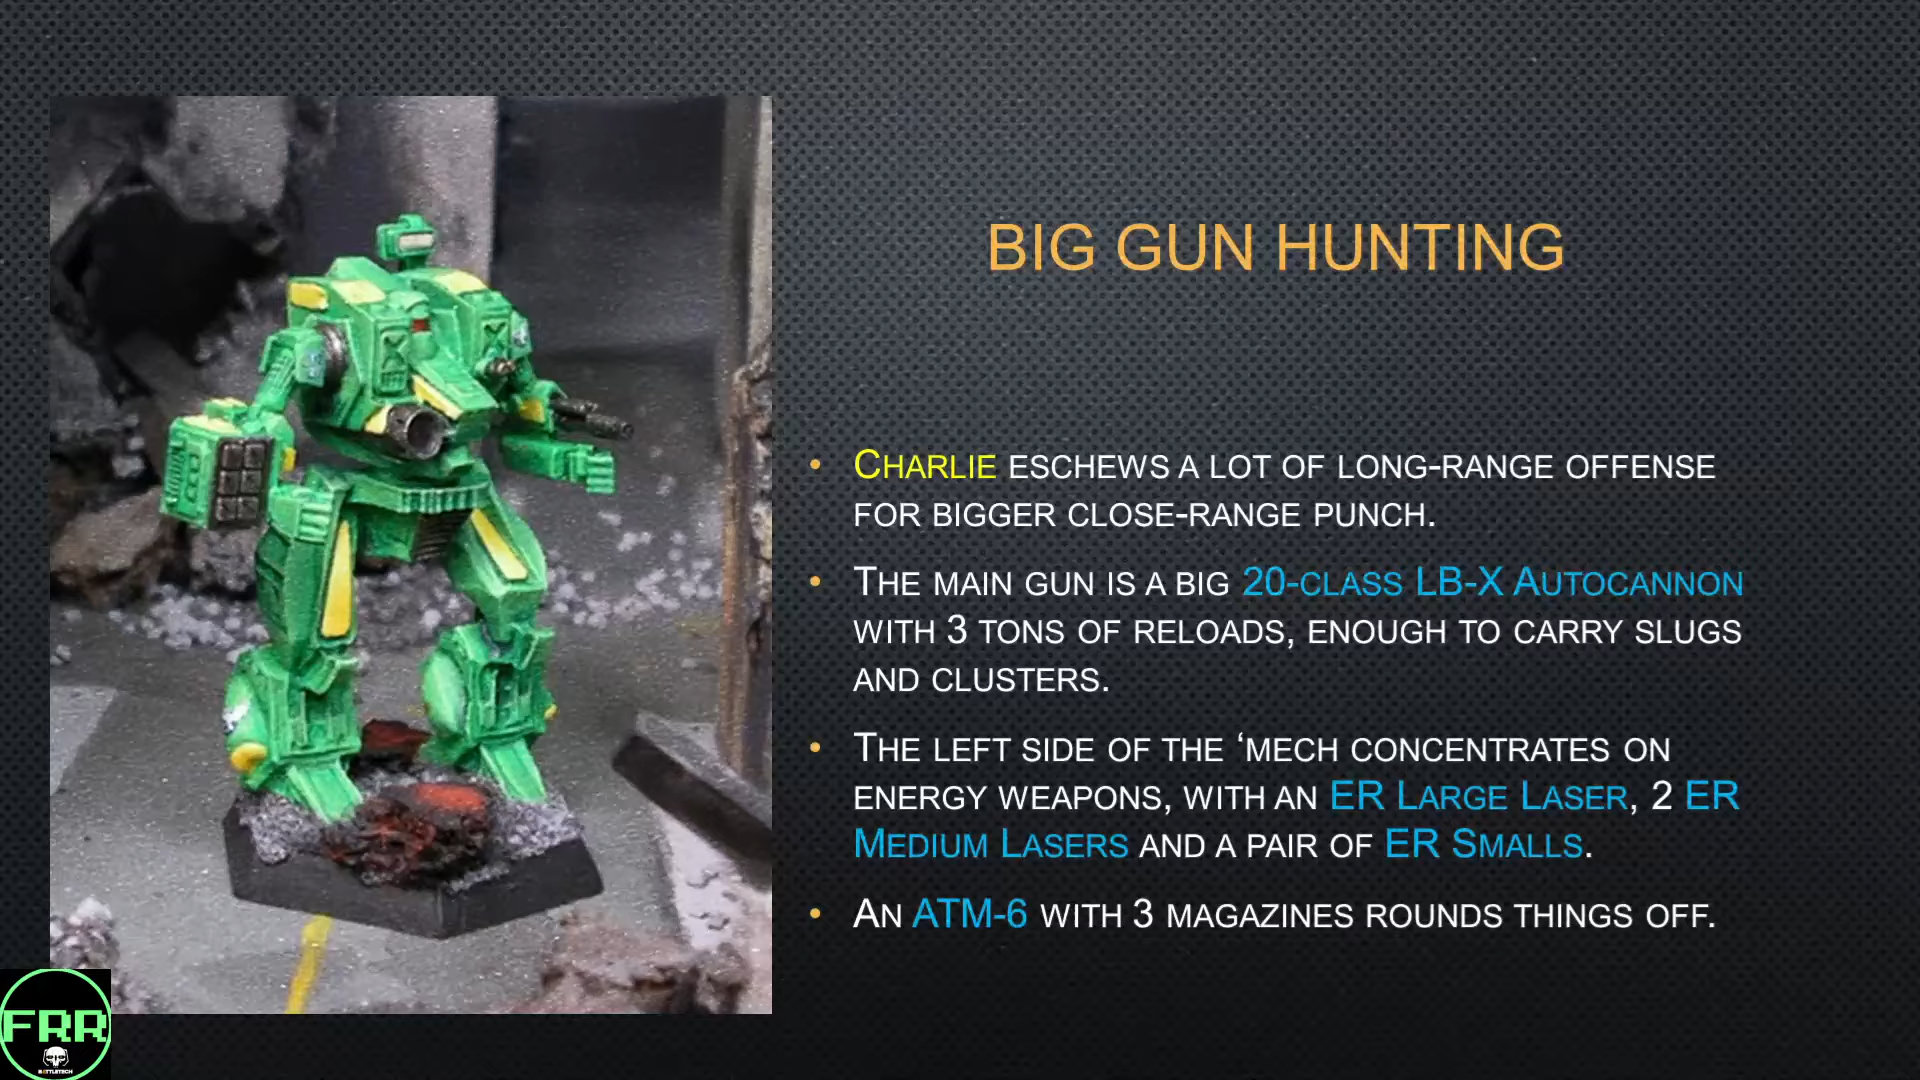 BIG GUN HUNTING
• CHARLIE ESCHEWS A LOT OF LONG-RANGE OFFENSE
FOR BIGGER CLOSE-RANGE PUNCH.
• THE MAIN GUN IS A BIG 20-CLASS LB-X AUTOCANNON
WITH 3 TONS OF RELOADS, ENOUGH TO CARRY SLUGS
AND CLUSTERS.
• THE LEFT SIDE OF THE ‘MECH CONCENTRATES ON
ENERGY WEAPONS, WITH AN ER LARGE LASER, 2 ER
MEDIUM LASERS AND A PAIR OF ER SMALLS.
• AN ATM-6 WITH 3 MAGAZINES ROUNDS THINGS OFF.
FRR
BATTLETECH